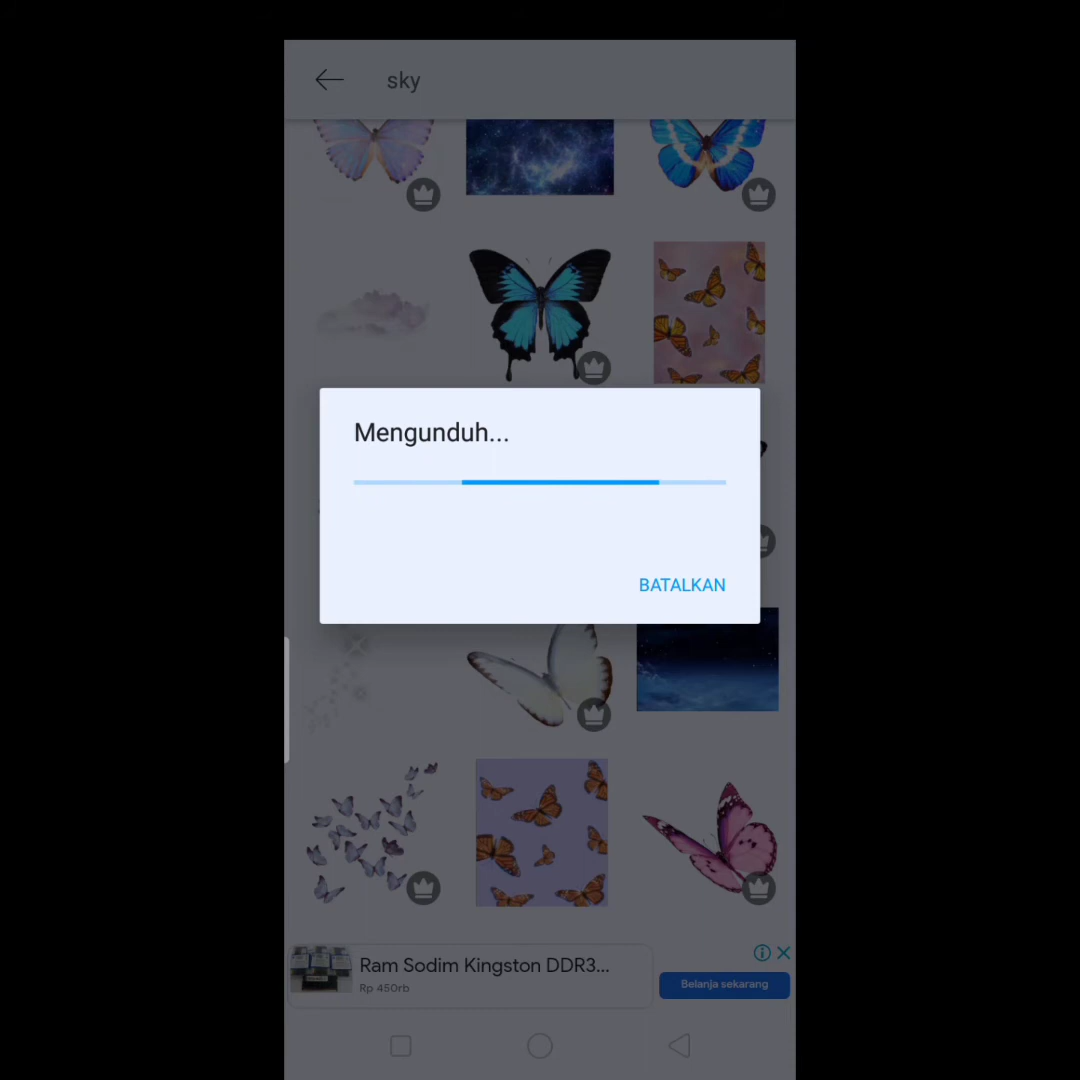 sky
Mengunduh...
BATALKAN
Ram Sodim Kingston DDR3...
Rp 450rb
Belanja sekarang